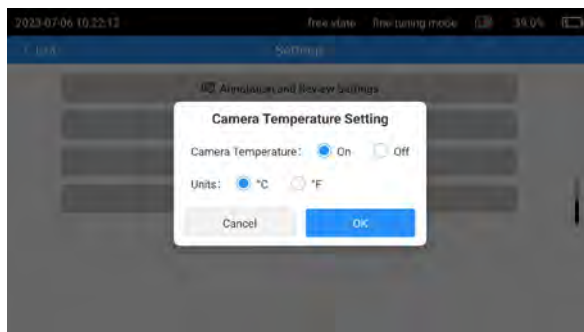 2023-07-06 10:22:12 free state fine tuning mode 39.0%
Settings
Annotation and Review Settings
Camera Temperature Setting
Camera Temperature: On Off
Units: °C °F
Cancel OK